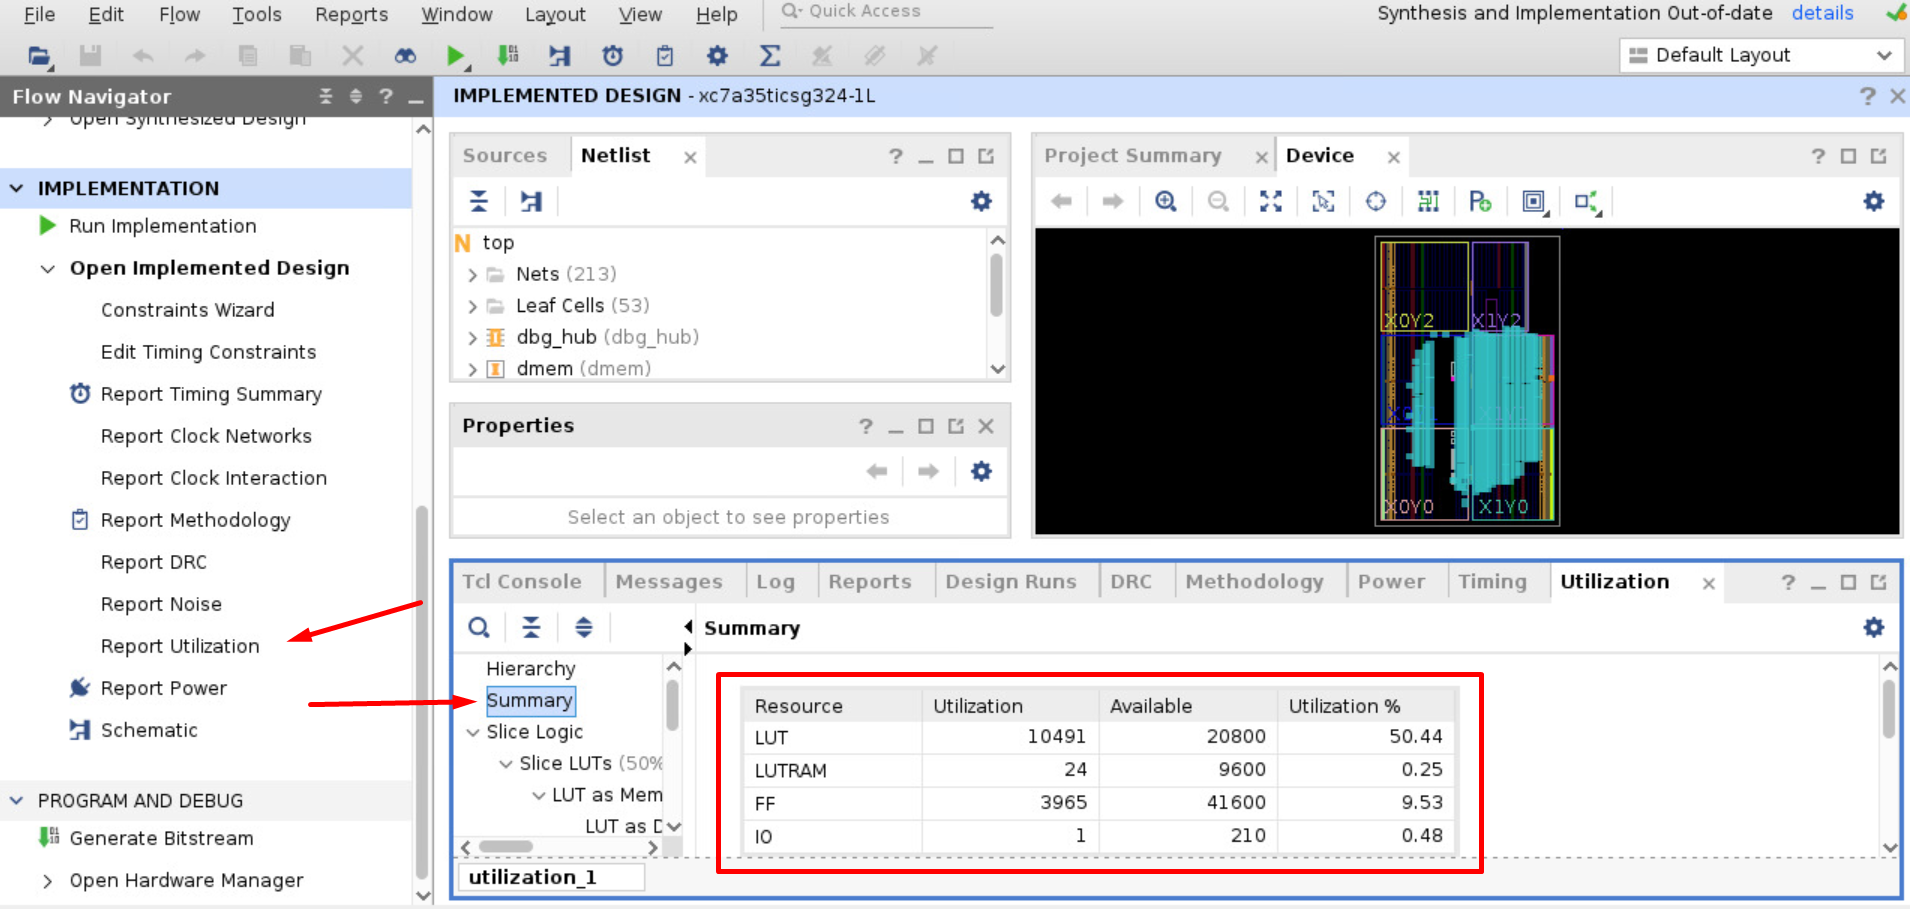 File Edit Flow Tools Reports Window Layout View Help Quick Access Synthesis and Implementation Out-of-date details
Default Layout
Flow Navigator
Open Synthesized Design
IMPLEMENTATION
Run Implementation
Open Implemented Design
Constraints Wizard
Edit Timing Constraints
Report Timing Summary
Report Clock Networks
Report Clock Interaction
Report Methodology
Report DRC
Report Noise
Report Utilization
Report Power
Schematic
PROGRAM AND DEBUG
Generate Bitstream
Open Hardware Manager
IMPLEMENTED DESIGN - xc7a35ticsg324-1L
Sources Netlist
N top
Nets (213)
Leaf Cells (53)
dbg_hub (dbg_hub)
dmem (dmem)
Properties
Select an object to see properties
Project Summary Device
X0Y2 X1Y2
X0Y0 X1Y0
Tcl Console Messages Log Reports Design Runs DRC Methodology Power Timing Utilization
Summary
Hierarchy
Summary
Slice Logic
Slice LUTs (50%
LUT as Mem
LUT as D
Resource Utilization Available Utilization %
LUT 10491 20800 50.44
LUTRAM 24 9600 0.25
FF 3965 41600 9.53
IO 1 210 0.48
utilization_1